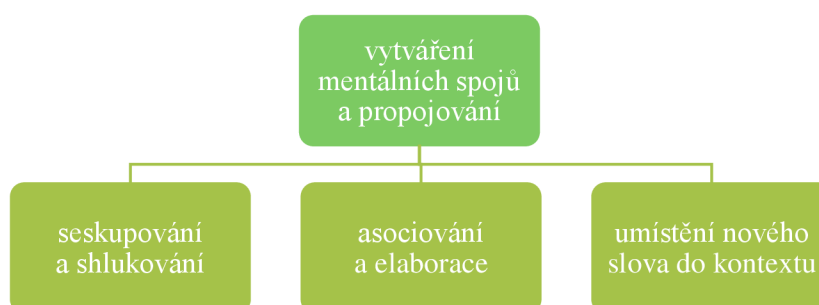 vytváření
mentálních spojů
a propojování
seskupování
a shlukování
asociování
a elaborace
umístění nového
slova do kontextu